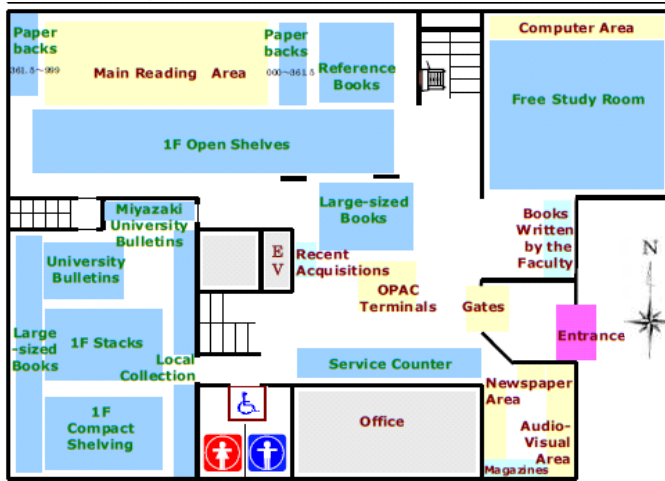 Paper
backs
361.5～999
Main Reading Area
Paper
backs
000～361.5
Reference
Books
Computer Area
Free Study Room
1F Open Shelves
Miyazaki
University
Bulletins
Large-sized
Books
Books
Written
by the
Faculty
N
University
Bulletins
E
V
Recent
Acquisitions
OPAC
Terminals
Gates
Entrance
Large
-sized
Books
1F Stacks
Local
Collection
Service Counter
1F
Compact
Shelving
Office
Newspaper
Area
Audio-
Visual
Area
Magazines